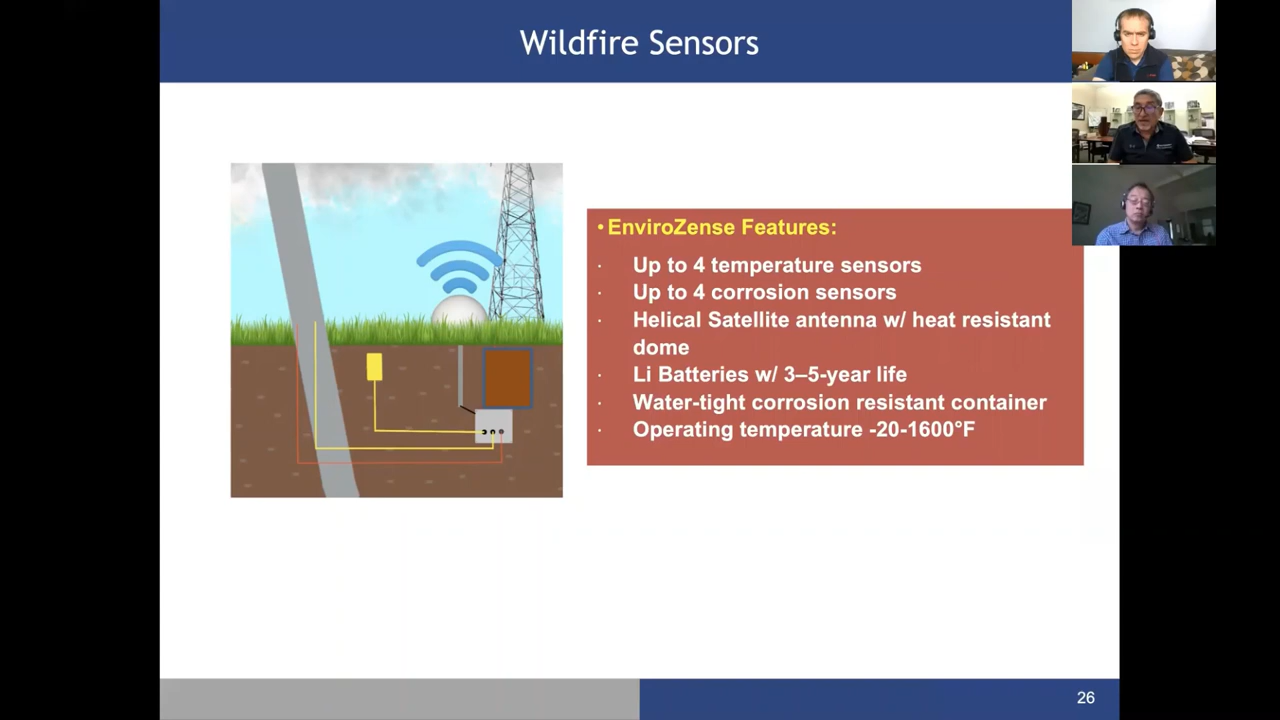 Wildfire Sensors
• EnviroZense Features:
· Up to 4 temperature sensors
· Up to 4 corrosion sensors
· Helical Satellite antenna w/ heat resistant
dome
· Li Batteries w/ 3–5-year life
· Water-tight corrosion resistant container
· Operating temperature -20-1600°F
26